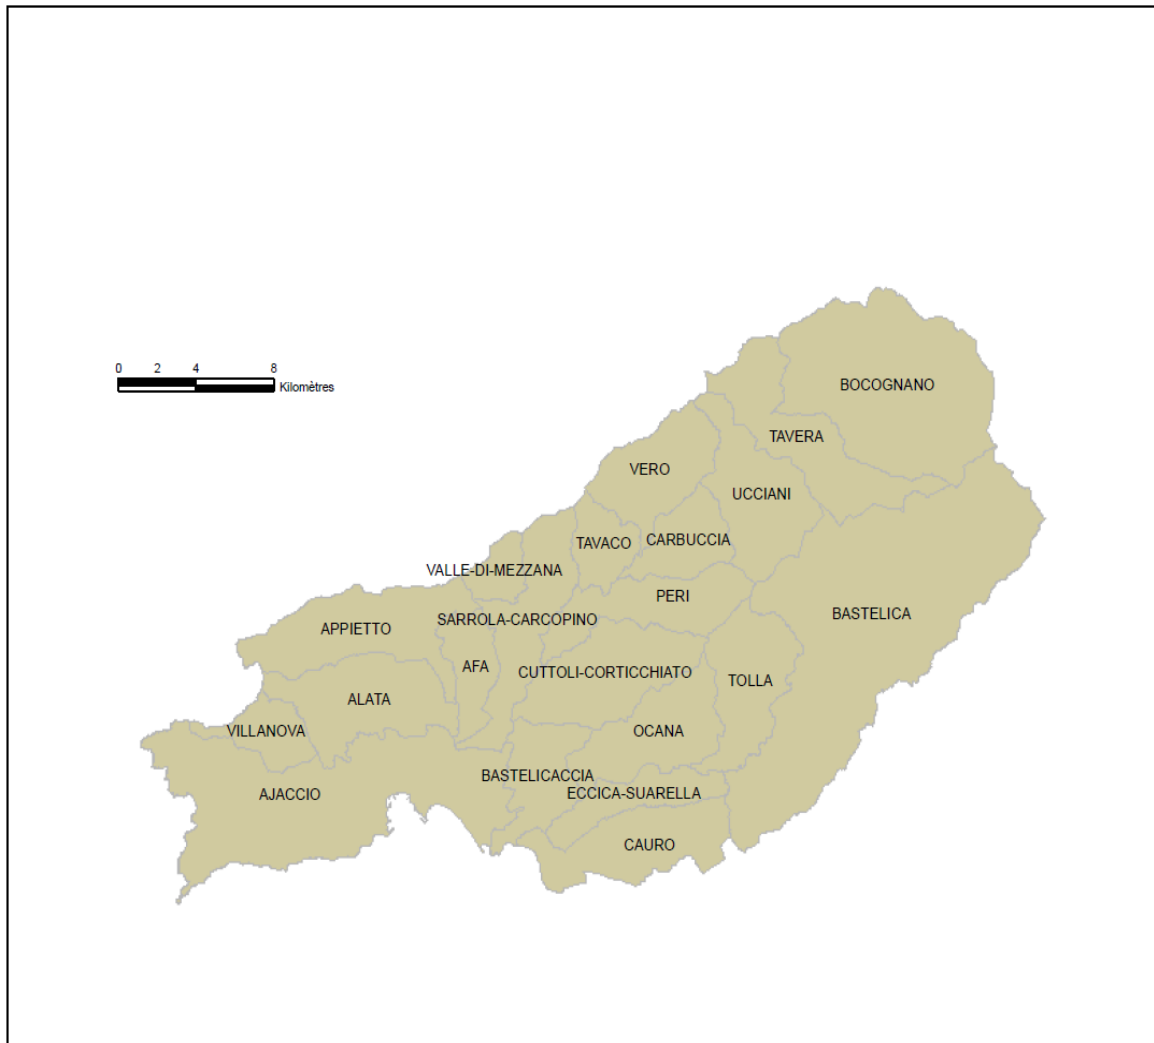 0 2 4 8
Kilomètres
BOCOGNANO
TAVERA
VERO
UCCIANI
TAVACO
CARBUCCIA
VALLE-DI-MEZZANA
PERI
BASTELICA
SARROLA-CARCOPINO
APPIETTO
AFA
CUTTOLI-CORTICCHIATO
TOLLA
ALATA
VILLANOVA
OCANA
BASTELICACCIA
AJACCIO
ECCICA-SUARELLA
CAURO